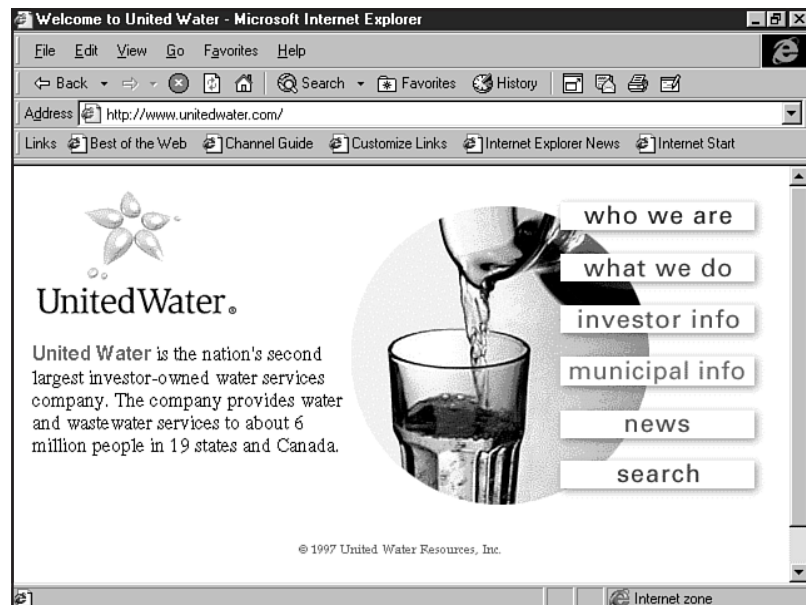 Welcome to United Water - Microsoft Internet Explorer
File Edit View Go Favorites Help
Back Search Favorites History
Address http://www.unitedwater.com/
Links Best of the Web Channel Guide Customize Links Internet Explorer News Internet Start
who we are
what we do
UnitedWater®
investor info
United Water is the nation's second
largest investor-owned water services
company. The company provides water
and wastewater services to about 6
million people in 19 states and Canada.
municipal info
news
search
© 1997 United Water Resources, Inc.
Internet zone